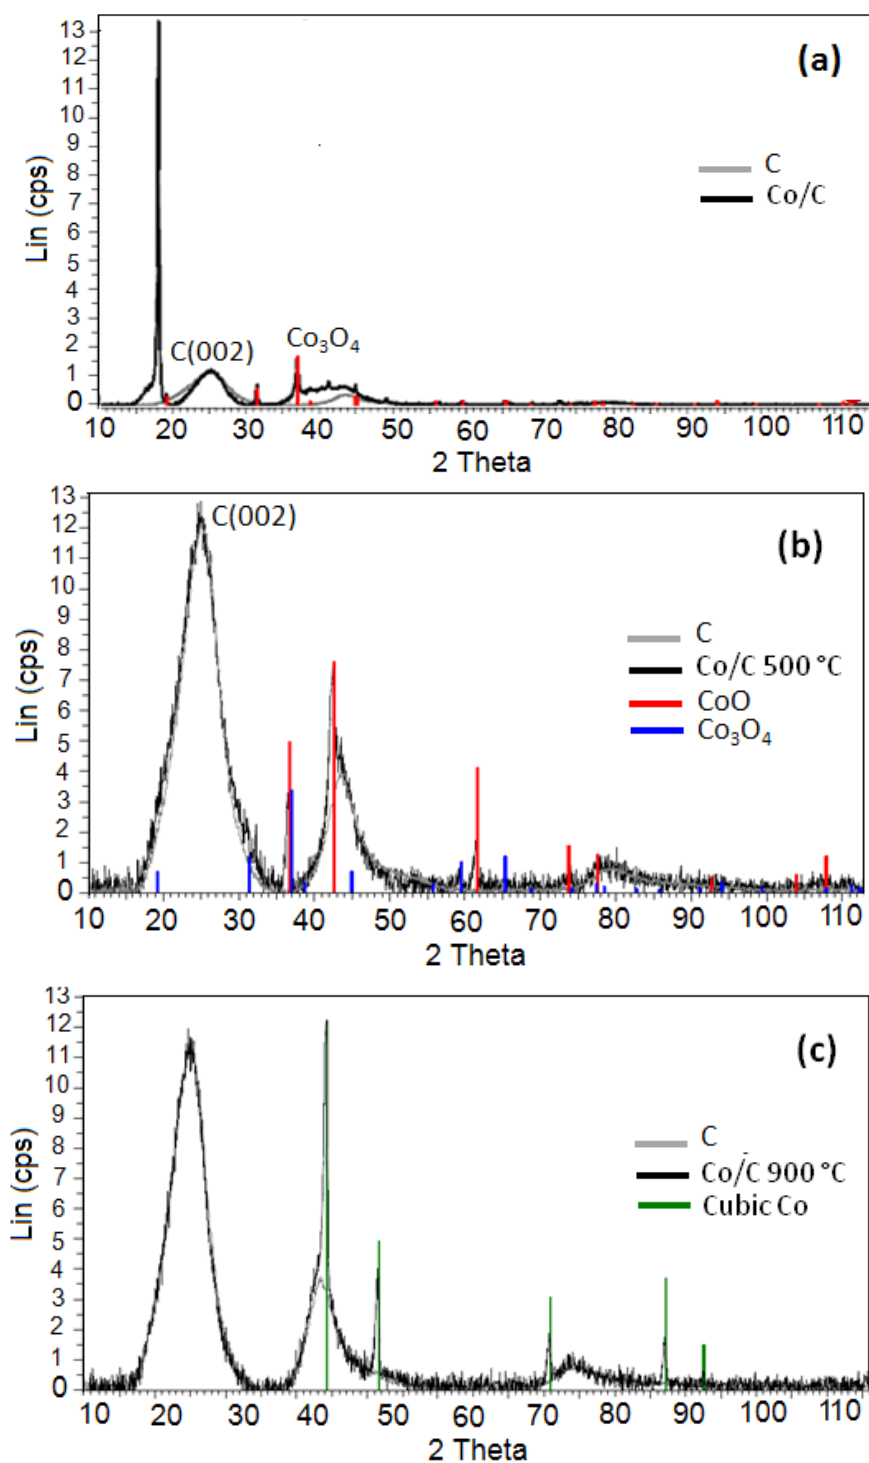 13
12
11
10
9
8
7
6
5
4
3
2
1
0
Lin (cps)
(a)
C
Co/C
C(002)
Co₃O₄
10 20 30 40 50 60 70 80 90 100 110
2 Theta
13
12
11
10
9
8
7
6
5
4
3
2
1
0
Lin (cps)
C(002)
(b)
C
Co/C 500 °C
CoO
Co₃O₄
10 20 30 40 50 60 70 80 90 100 110
2 Theta
13
12
11
10
9
8
7
6
5
4
3
2
1
0
Lin (cps)
(c)
C
Co/C 900 °C
Cubic Co
10 20 30 40 50 60 70 80 90 100 110
2 Theta